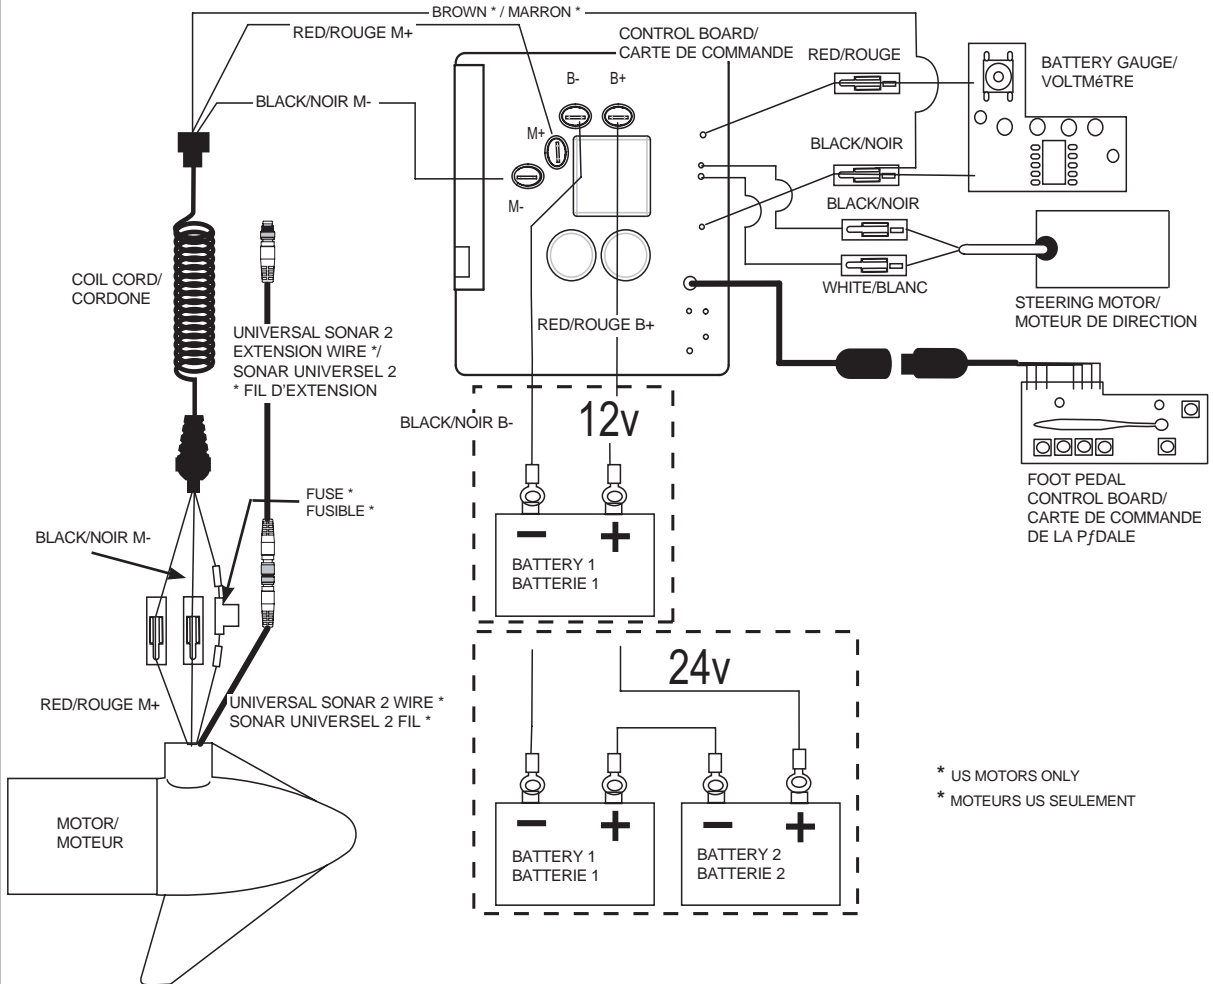 BROWN * / MARRON *
RED/ROUGE M+
CONTROL BOARD/
CARTE DE COMMANDE
RED/ROUGE
BATTERY GAUGE/
VOLTMéTRE
B-
B+
BLACK/NOIR M-
M+
BLACK/NOIR
M-
BLACK/NOIR
COIL CORD/
CORDONE
WHITE/BLANC
STEERING MOTOR/
MOTEUR DE DIRECTION
UNIVERSAL SONAR 2
EXTENSION WIRE */
SONAR UNIVERSEL 2
* FIL D'EXTENSION
RED/ROUGE B+
BLACK/NOIR B-
12v
FOOT PEDAL
CONTROL BOARD/
CARTE DE COMMANDE
DE LA PƒDALE
FUSE *
FUSIBLE *
BLACK/NOIR M-
− +
BATTERY 1
BATTERIE 1
24v
RED/ROUGE M+
UNIVERSAL SONAR 2 WIRE *
SONAR UNIVERSEL 2 FIL *
* US MOTORS ONLY
* MOTEURS US SEULEMENT
MOTOR/
MOTEUR
− +
BATTERY 1
BATTERIE 1
− +
BATTERY 2
BATTERIE 2